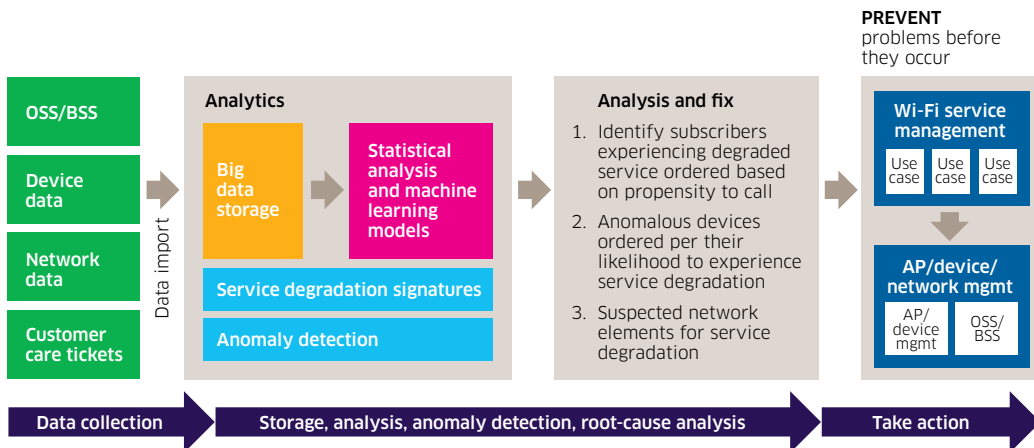 PREVENT
problems before
they occur
OSS/BSS
Device
data
Network
data
Customer
care tickets
Data import
Analytics
Big
data
storage
Statistical
analysis
and machine
learning
models
Service degradation signatures
Anomaly detection
Analysis and fix
1. Identify subscribers
experiencing degraded
service ordered based
on propensity to call
2. Anomalous devices
ordered per their
likelihood to experience
service degradation
3. Suspected network
elements for service
degradation
Wi-Fi service
management
Use
case
Use
case
Use
case
AP/device/
network mgmt
AP/
device
mgmt
OSS/
BSS
Data collection
Storage, analysis, anomaly detection, root-cause analysis
Take action